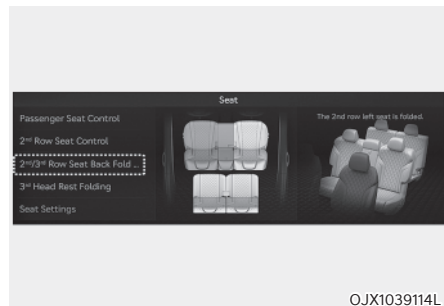 Seat
Passenger Seat Control
2nd Row Seat Control
2nd/3rd Row Seat Back Fold ...
3rd Head Rest Folding
Seat Settings
The 2nd row left seat is folded.
OJX1039114L